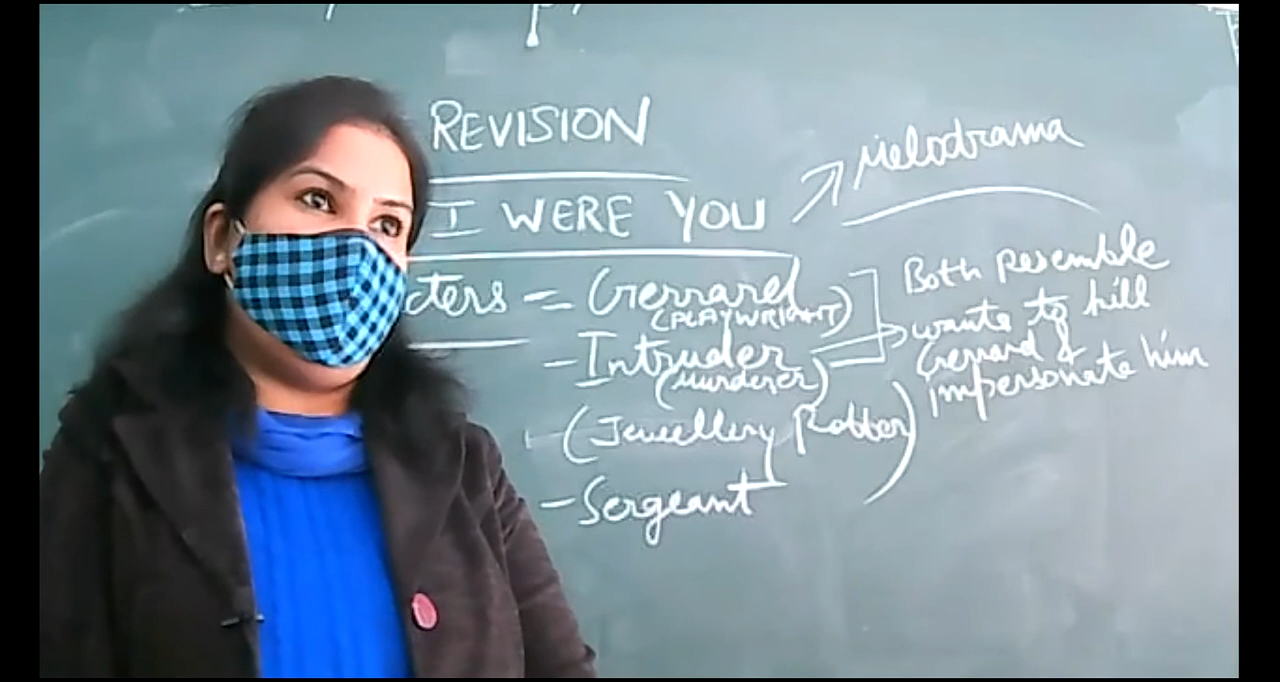 REVISION
I WERE YOU → Melodrama
cters = Gerrard
(PLAYWRIGHT)
- Intruder
(Murderer)
(Jewellery Robber)
- Sergeant
Both resemble
wants to kill
Gerrard &
impersonate him